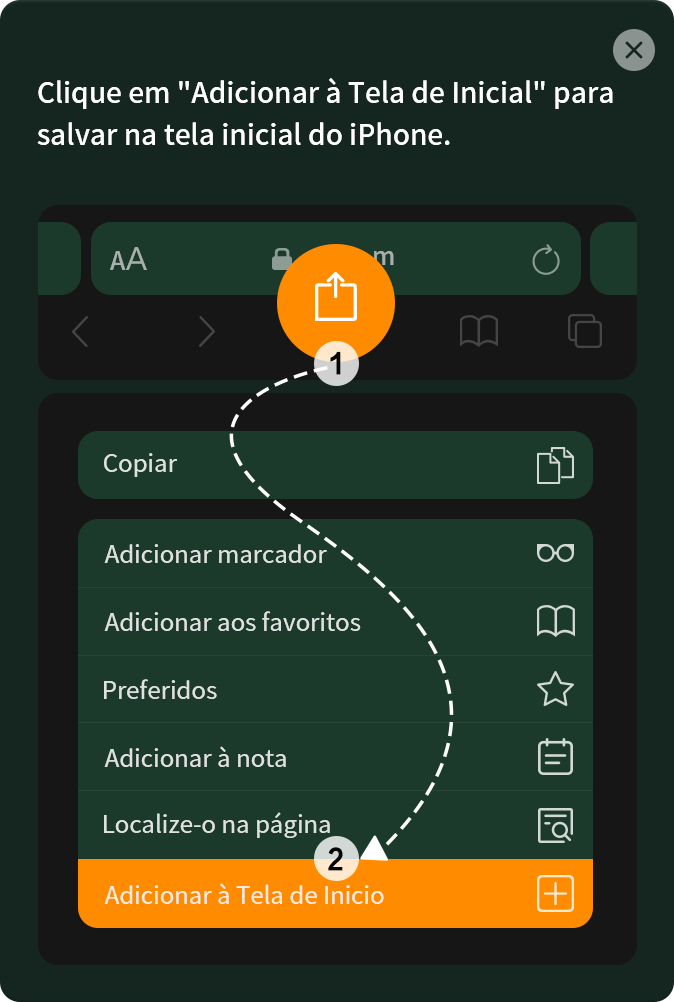 Clique em "Adicionar à Tela de Inicial" para
salvar na tela inicial do iPhone.
AA
m
1
Copiar
Adicionar marcador
Adicionar aos favoritos
Preferidos
Adicionar à nota
Localize-o na página
2
Adicionar à Tela de Inicio